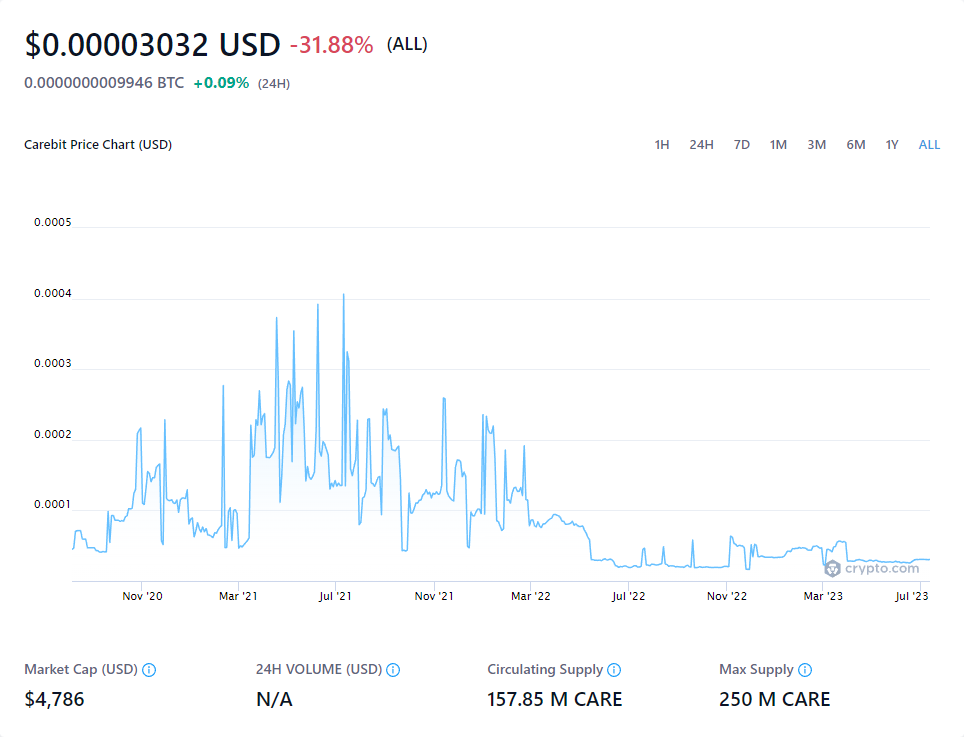 $0.00003032 USD -31.88% (ALL)
0.0000000009946 BTC +0.09% (24H)
Carebit Price Chart (USD) 1H 24H 7D 1M 3M 6M 1Y ALL
0.0005
0.0004
0.0003
0.0002
0.0001
crypto.com
Nov '20 Mar '21 Jul '21 Nov '21 Mar '22 Jul '22 Nov '22 Mar '23 Jul '23
Market Cap (USD) 24H VOLUME (USD) Circulating Supply Max Supply
$4,786 N/A 157.85 M CARE 250 M CARE